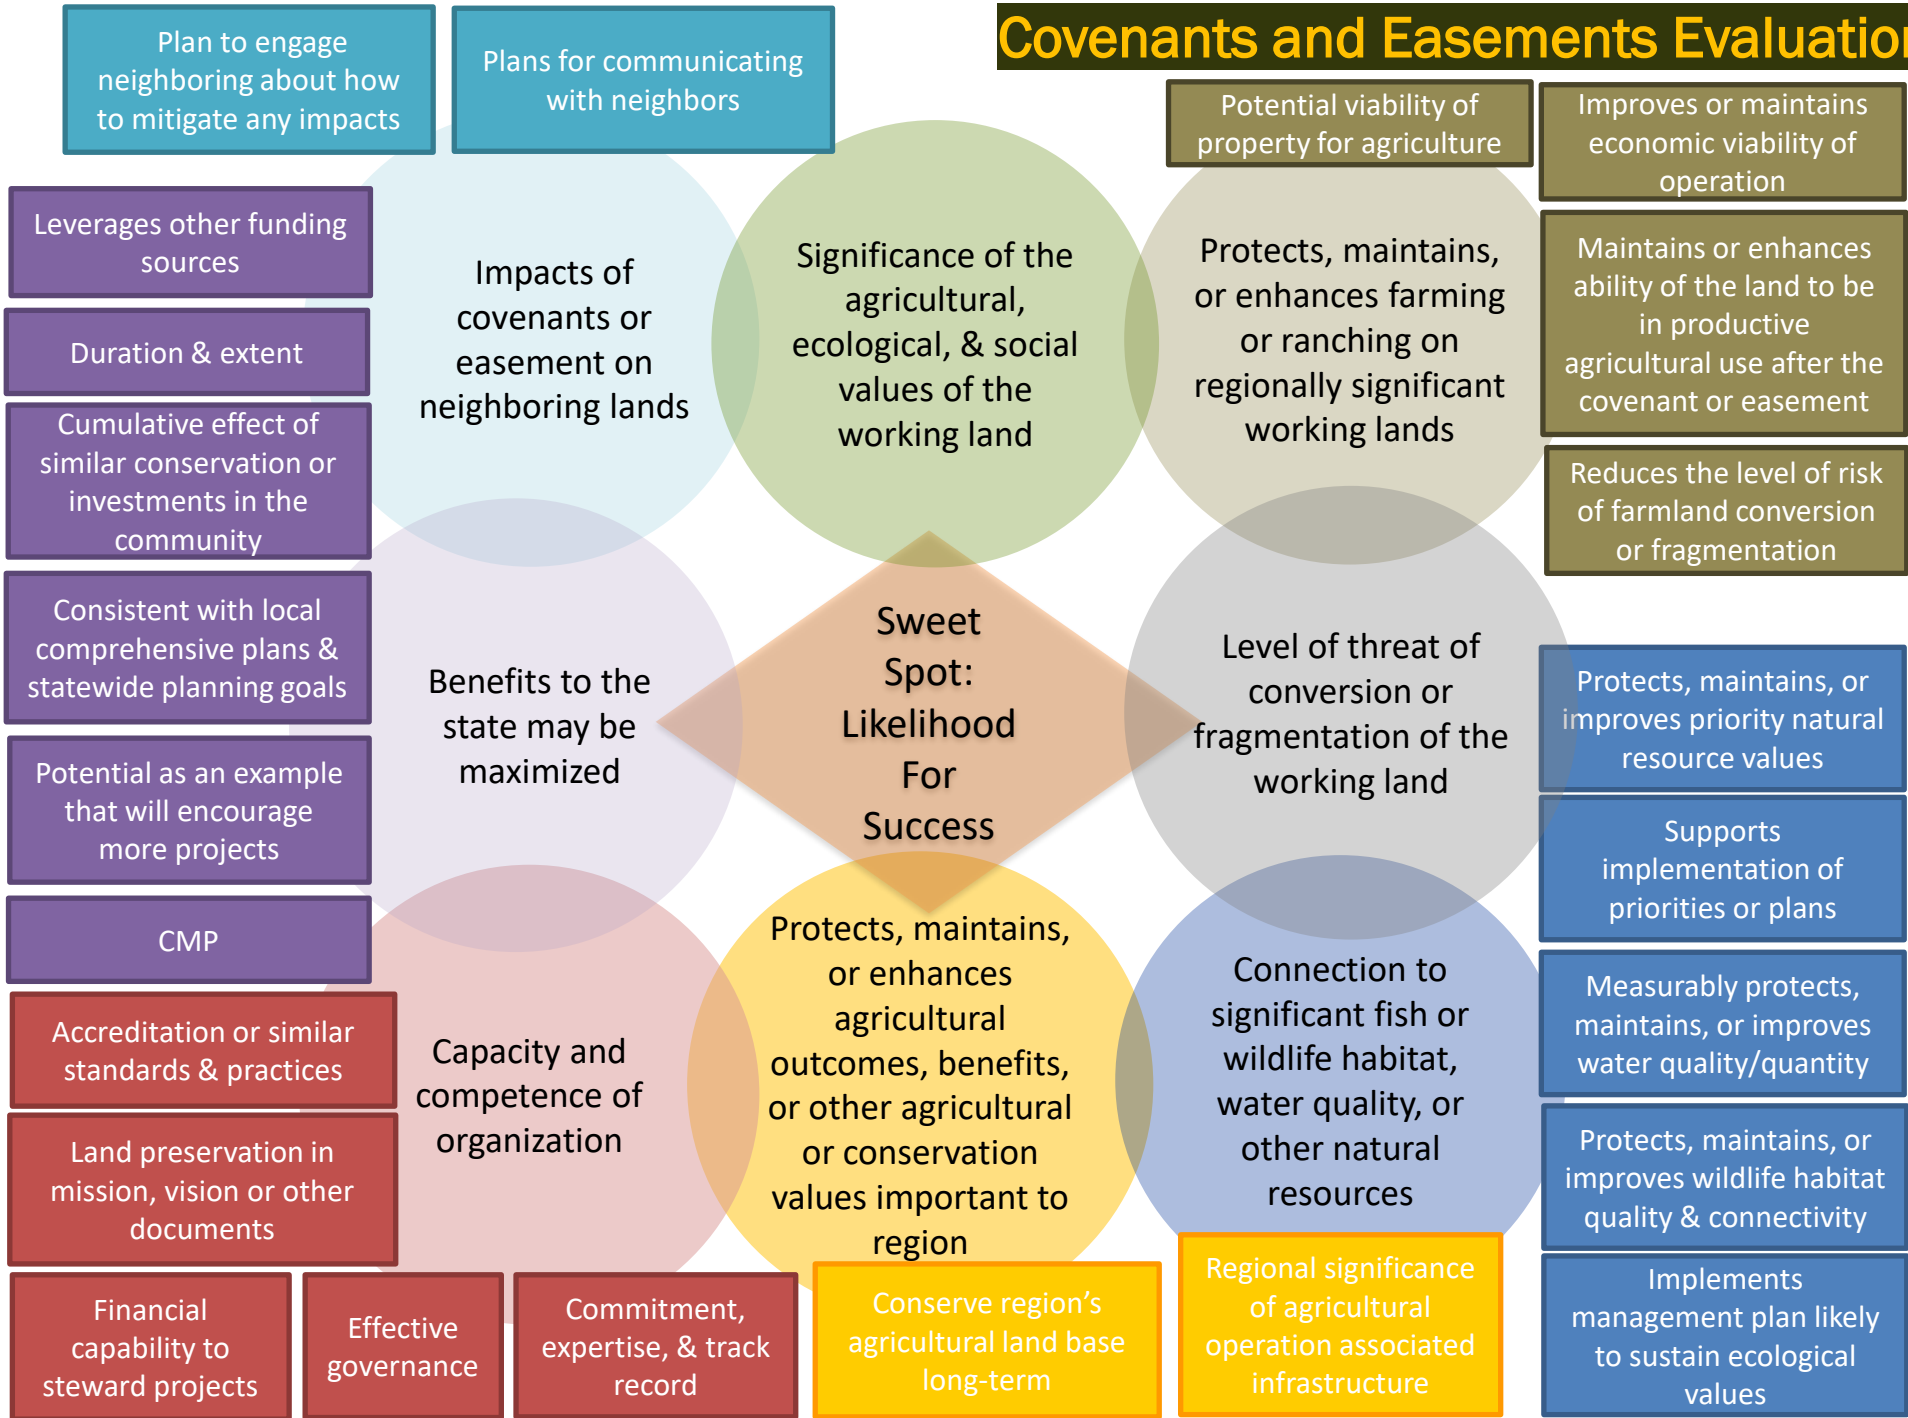 Covenants and Easements Evaluation
Plan to engage
neighboring about how
to mitigate any impacts
Plans for communicating
with neighbors
Potential viability of
property for agriculture
Improves or maintains
economic viability of
operation
Leverages other funding
sources
Duration & extent
Cumulative effect of
similar conservation or
investments in the
community
Consistent with local
comprehensive plans &
statewide planning goals
Potential as an example
that will encourage
more projects
CMP
Impacts of
covenants or
easement on
neighboring lands
Significance of the
agricultural,
ecological, & social
values of the
working land
Protects, maintains,
or enhances farming
or ranching on
regionally significant
working lands
Maintains or enhances
ability of the land to be
in productive
agricultural use after the
covenant or easement
Reduces the level of risk
of farmland conversion
or fragmentation
Benefits to the
state may be
maximized
Sweet
Spot:
Likelihood
For
Success
Level of threat of
conversion or
fragmentation of the
working land
Protects, maintains, or
improves priority natural
resource values
Supports
implementation of
priorities or plans
Measurably protects,
maintains, or improves
water quality/quantity
Protects, maintains, or
improves wildlife habitat
quality & connectivity
Implements
management plan likely
to sustain ecological
values
Capacity and
competence of
organization
Protects, maintains,
or enhances
agricultural
outcomes, benefits,
or other agricultural
or conservation
values important to
region
Connection to
significant fish or
wildlife habitat,
water quality, or
other natural
resources
Accreditation or similar
standards & practices
Land preservation in
mission, vision or other
documents
Financial
capability to
steward projects
Effective
governance
Commitment,
expertise, & track
record
Conserve region’s
agricultural land base
long-term
Regional significance
of agricultural
operation associated
infrastructure